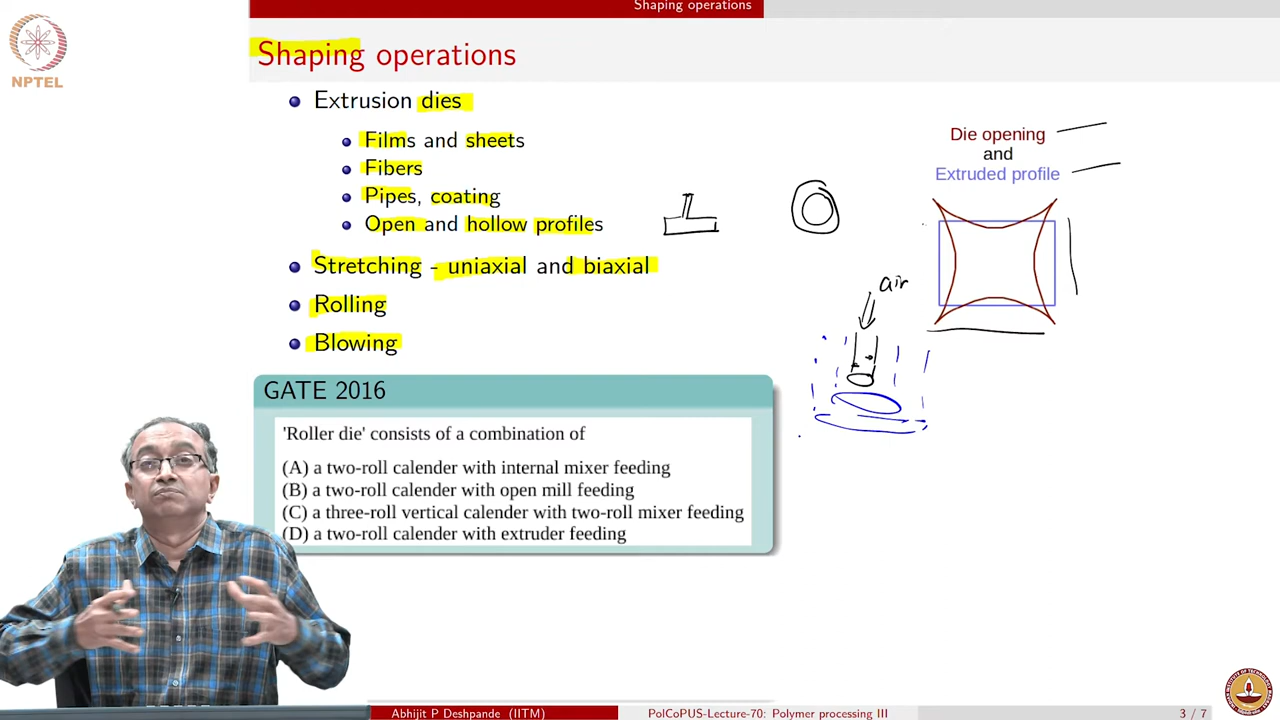 Shaping operations
NPTEL
Shaping operations
Extrusion dies
Films and sheets
Fibers
Pipes, coating
Open and hollow profiles
Stretching - uniaxial and biaxial
Rolling
Blowing
Die opening
and
Extruded profile
air
GATE 2016
'Roller die' consists of a combination of
(A) a two-roll calender with internal mixer feeding
(B) a two-roll calender with open mill feeding
(C) a three-roll vertical calender with two-roll mixer feeding
(D) a two-roll calender with extruder feeding
Abhijit P Deshpande (IITM)
PolCoPUS-Lecture-70: Polymer processing III
3 / 7